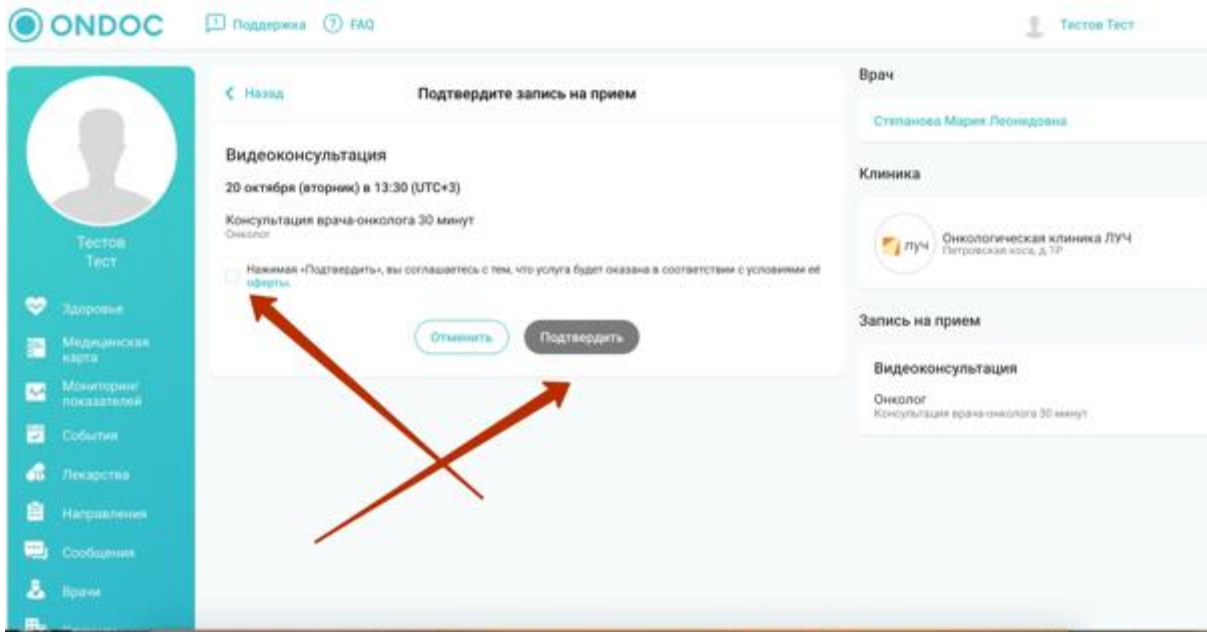 ONDOC
Поддержка
FAQ
Тестов Тест
Назад
Подтвердите запись на прием
Видеоконсультация
20 октября (вторник) в 13:30 (UTC+3)
Консультация врача-онколога 30 минут
Онколог
Нажимая «Подтвердить», вы соглашаетесь с тем, что услуга будет оказана в соответствии с условиями её
оферты.
Отменить
Подтвердить
Тестов
Тест
Здоровье
Медицинская
карта
Мониторинг
показателей
События
Лекарства
Направления
Сообщения
Врачи
Врач
Степанова Мария Леонидовна
Клиника
луч
Онкологическая клиника ЛУЧ
Петровская коса, д.1Р
Запись на прием
Видеоконсультация
Онколог
Консультация врача-онколога 30 минут